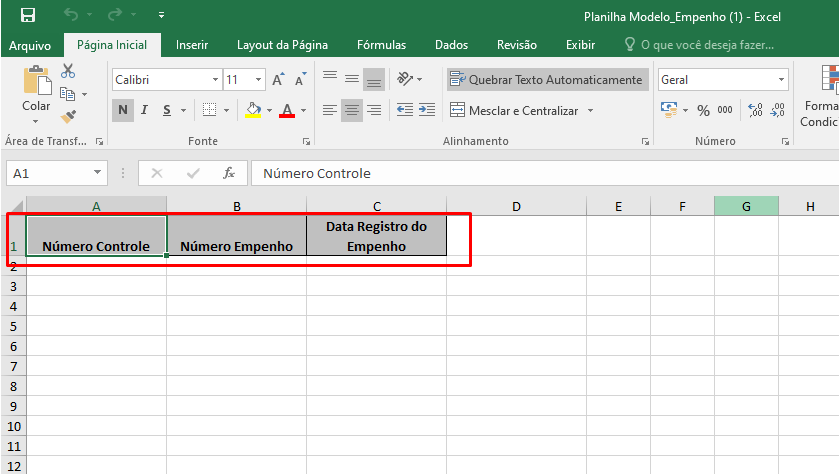 Planilha Modelo_Empenho (1) - Excel
Arquivo Página Inicial Inserir Layout da Página Fórmulas Dados Revisão Exibir O que você deseja fazer...
Colar
Calibri 11 A A
N I S A
Quebrar Texto Automaticamente
Mesclar e Centralizar
Geral
% 000 ,00 ,0
Forma
Condic
Área de Transf... Fonte Alinhamento Número
A1 fx Número Controle
A B C D E F G H
1 Número Controle Número Empenho Data Registro do
Empenho
2
3
4
5
6
7
8
9
10
11
12